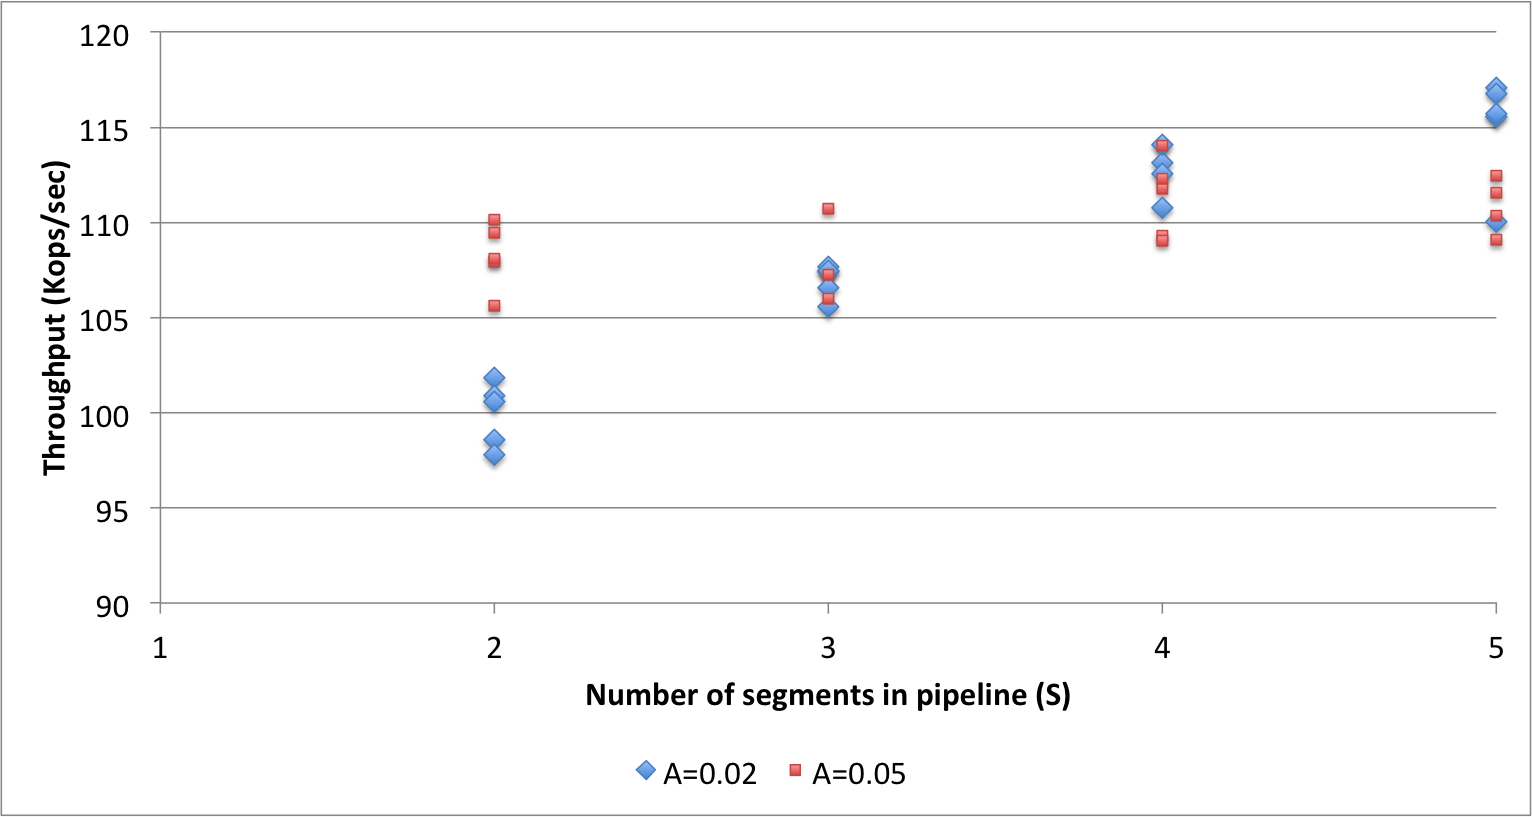 120
115
110
105
100
95
90
Throughput (Kops/sec)
1 2 3 4 5
Number of segments in pipeline (S)
A=0.02 A=0.05